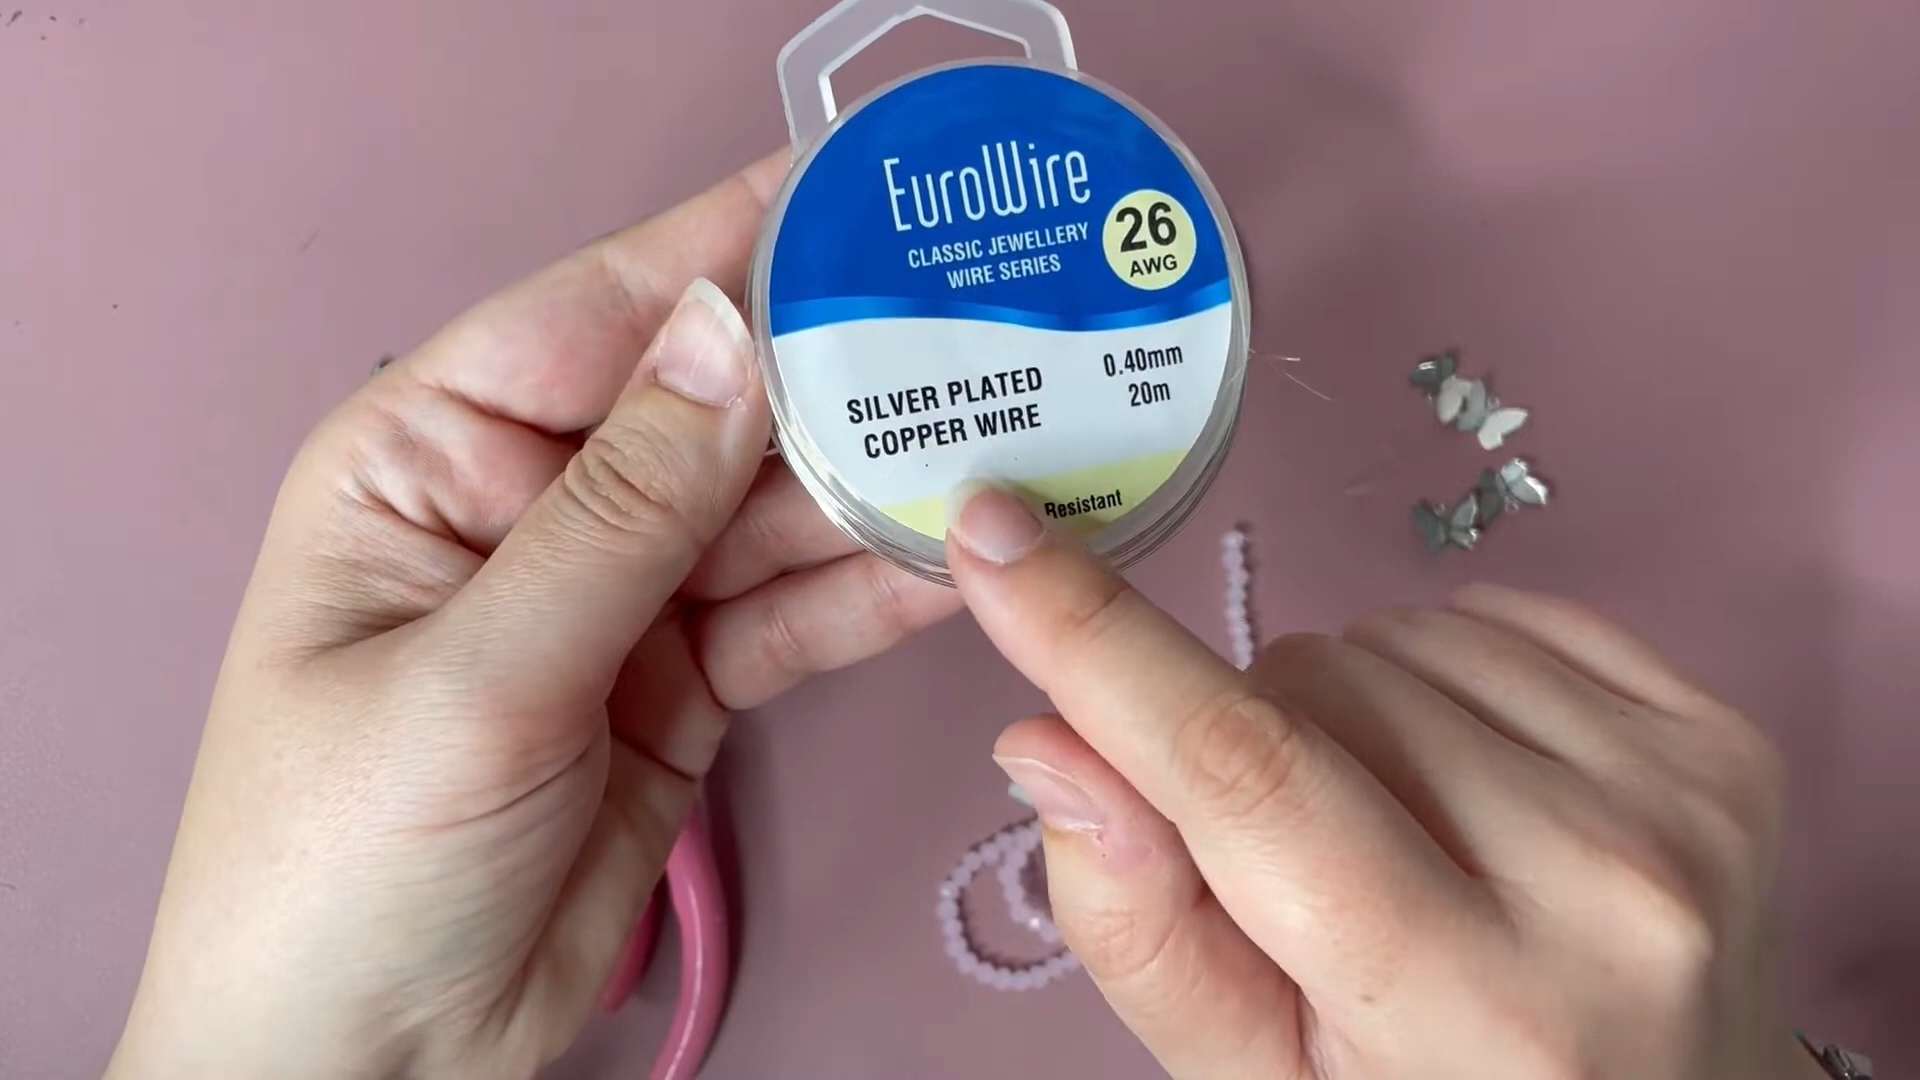 EuroWire
CLASSIC JEWELLERY
WIRE SERIES
26
AWG
SILVER PLATED
COPPER WIRE
0.40mm
20m
Resistant